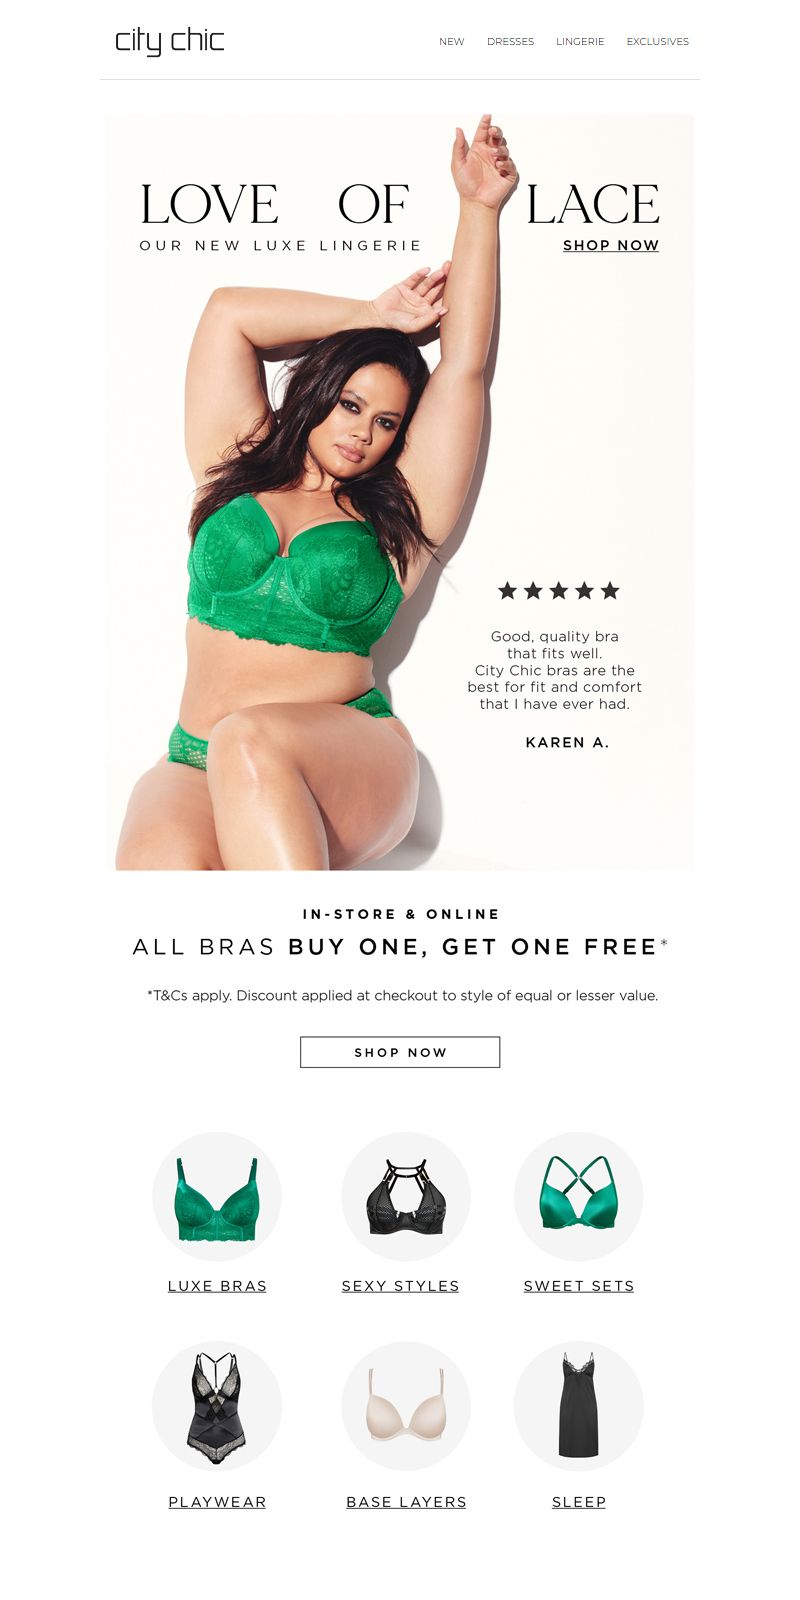 city chic
NEW DRESSES LINGERIE EXCLUSIVES
LOVE OF LACE
OUR NEW LUXE LINGERIE SHOP NOW
★★★★★
Good, quality bra
that fits well.
City Chic bras are the
best for fit and comfort
that I have ever had.
KAREN A.
IN-STORE & ONLINE
ALL BRAS BUY ONE, GET ONE FREE*
*T&Cs apply. Discount applied at checkout to style of equal or lesser value.
SHOP NOW
LUXE BRAS SEXY STYLES SWEET SETS
PLAYWEAR BASE LAYERS SLEEP